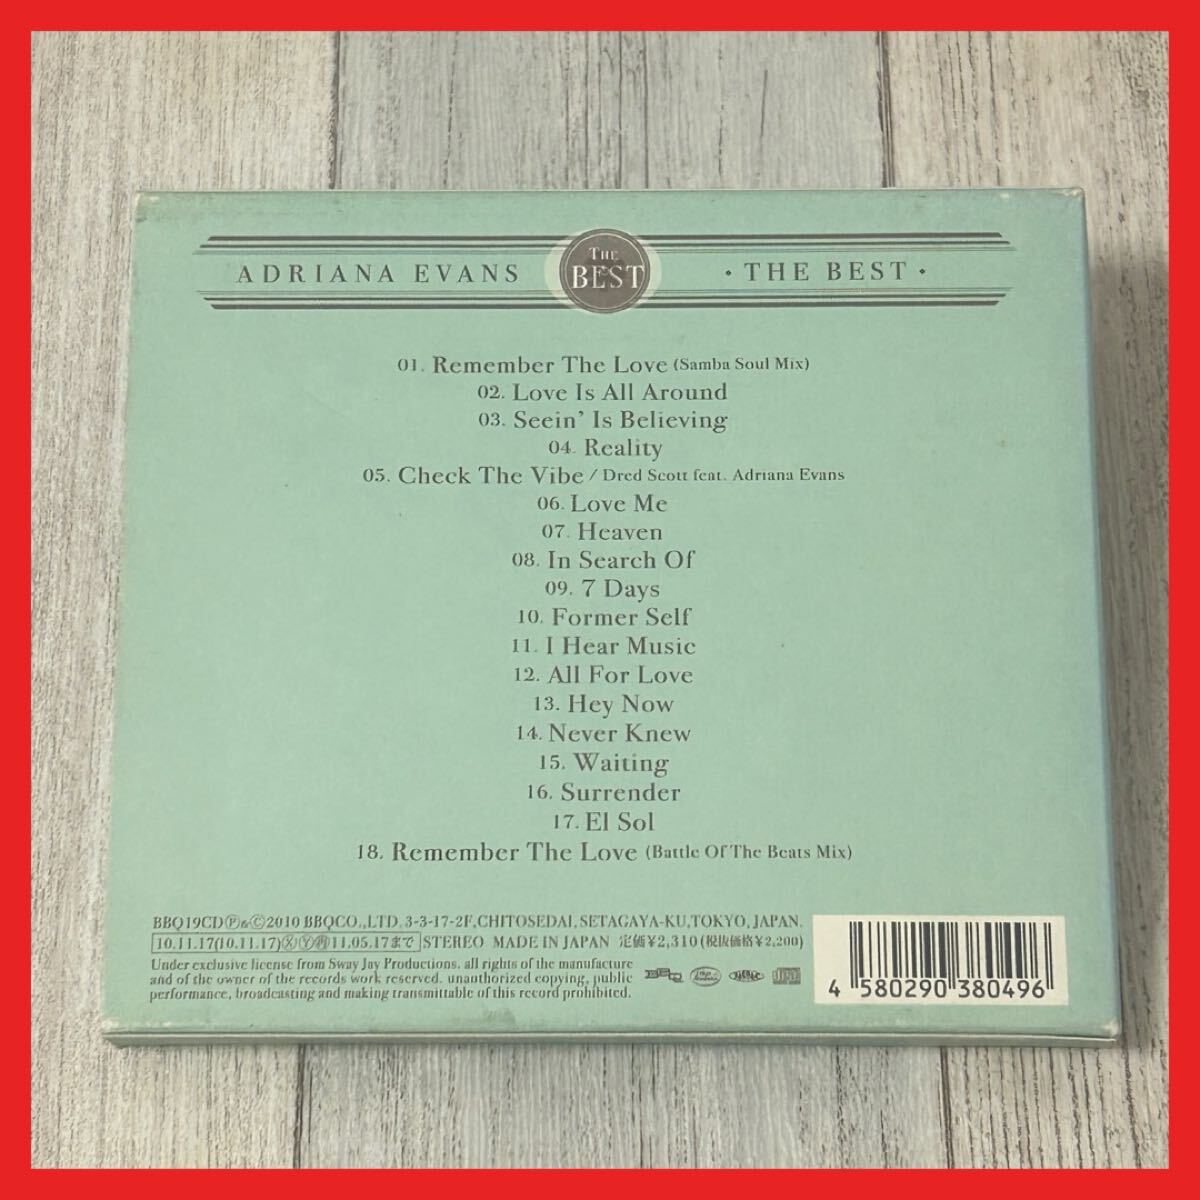 ADRIANA EVANS
THE
BEST
• THE BEST •
01. Remember The Love (Samba Soul Mix)
02. Love Is All Around
03. Seein' Is Believing
04. Reality
05. Check The Vibe / Dred Scott feat. Adriana Evans
06. Love Me
07. Heaven
08. In Search Of
09. 7 Days
10. Former Self
11. I Hear Music
12. All For Love
13. Hey Now
14. Never Knew
15. Waiting
16. Surrender
17. El Sol
18. Remember The Love (Battle Of The Beats Mix)
BBQ19CD Ⓟ&Ⓒ2010 BBQCO.,LTD. 3-3-17-2F,CHITOSEDAI, SETAGAYA-KU,TOKYO, JAPAN.
10.11.17(10.11.17)ⓍⓎ11.05.17まで STEREO MADE IN JAPAN 定価¥2,310(税抜価格¥2,200)
Under exclusive license from Sway Jay Productions. all rights of the manufacture
and of the owner of the records work reserved. unauthorized copying, public
performance, broadcasting and making transmittable of this record prohibited.
4 580290 380496